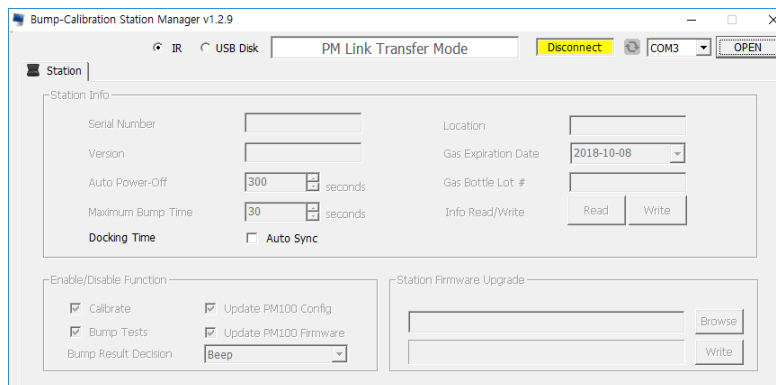 Bump-Calibration Station Manager v1.2.9
IR USB Disk PM Link Transfer Mode Disconnect COM3 OPEN
Station
Station Info
Serial Number Location
Version Gas Expiration Date 2018-10-08
Auto Power-Off 300 seconds Gas Bottle Lot #
Maximum Bump Time 30 seconds Info Read/Write Read Write
Docking Time Auto Sync
Enable/Disable Function Station Firmware Upgrade
Calibrate Update PM100 Config
Bump Tests Update PM100 Firmware Browse
Bump Result Decision Beep Write